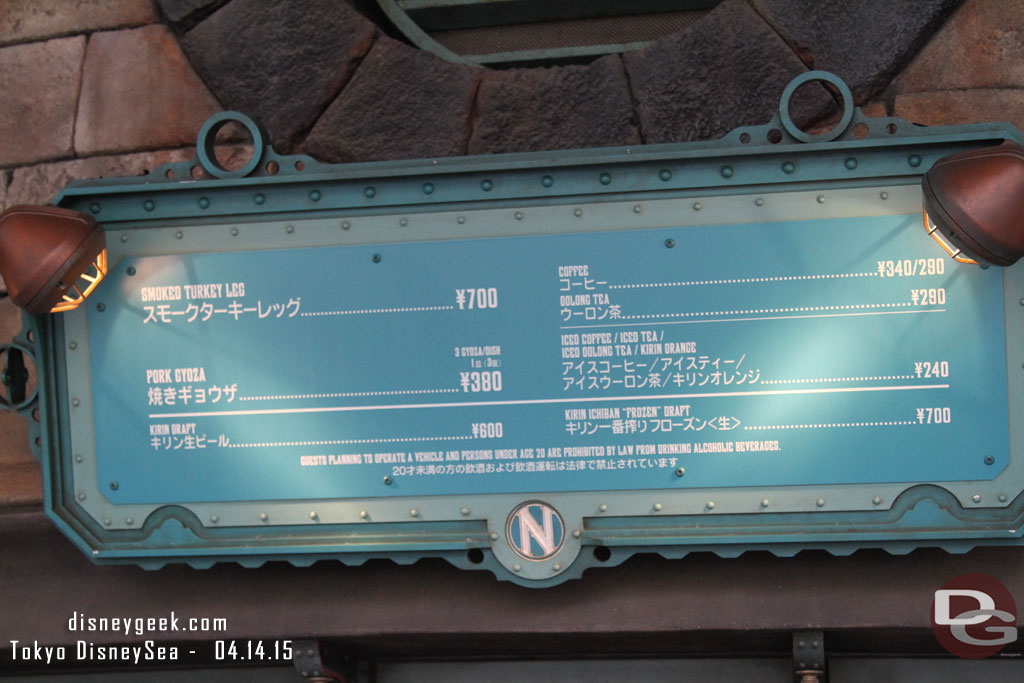 SMOKED TURKEY LEG
スモークターキーレッグ..........¥700
3 GYOZA/DISH
1皿(3個)
PORK GYOZA
焼きギョウザ..........¥380
KIRIN DRAFT
キリン生ビール..........¥600
COFFEE
コーヒー..........¥340/290
OOLONG TEA
ウーロン茶..........¥290
ICED COFFEE / ICED TEA /
ICED OOLONG TEA / KIRIN ORANGE
アイスコーヒー/アイスティー/
アイスウーロン茶/キリンオレンジ..........¥240
KIRIN ICHIBAN "FROZEN" DRAFT
キリン一番搾りフローズン<生>..........¥700
GUESTS PLANNING TO OPERATE A VEHICLE AND PERSONS UNDER AGE 20 ARE PROHIBITED BY LAW FROM DRINKING ALCOHOLIC BEVERAGES.
20才未満の方の飲酒および飲酒運転は法律で禁止されています
N
disneygeek.com
Tokyo DisneySea - 04.14.15
DG